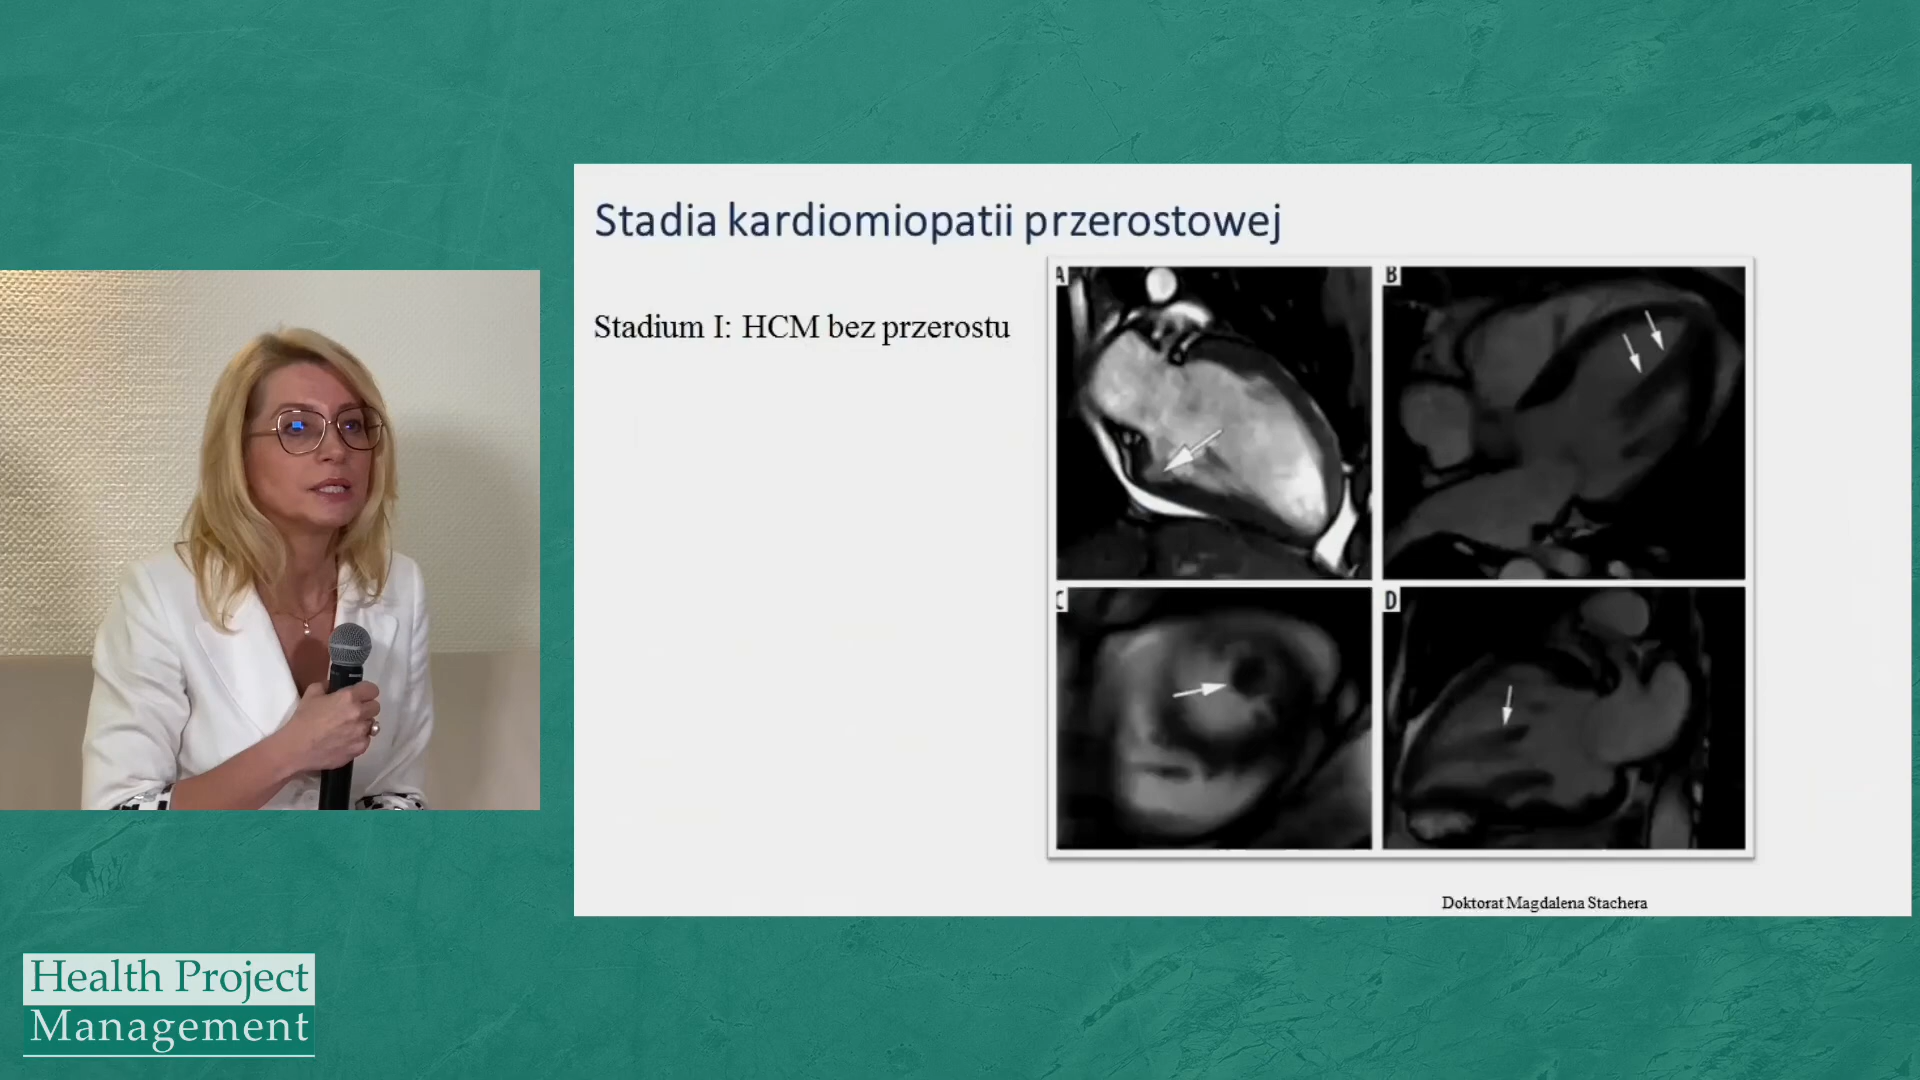 Stadia kardiomiopatii przerostowej
Stadium I: HCM bez przerostu
A
B
C
D
Doktorat Magdalena Stachera
Health Project
Management